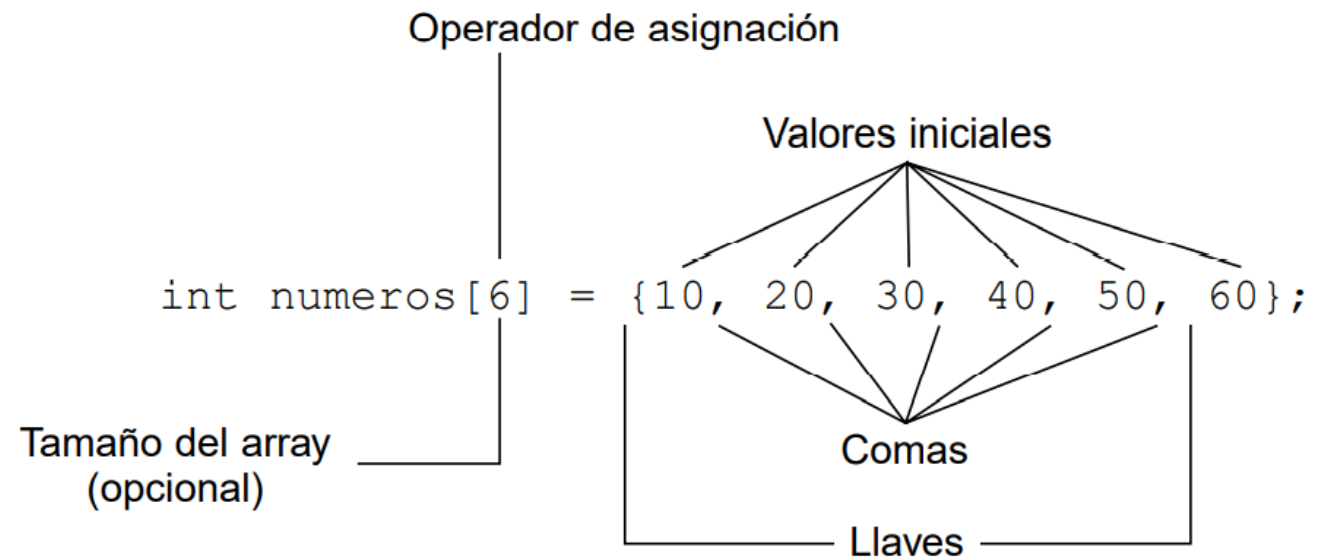 Operador de asignación
Valores iniciales
int numeros[6] = {10, 20, 30, 40, 50, 60};
Tamaño del array
(opcional)
Comas
Llaves